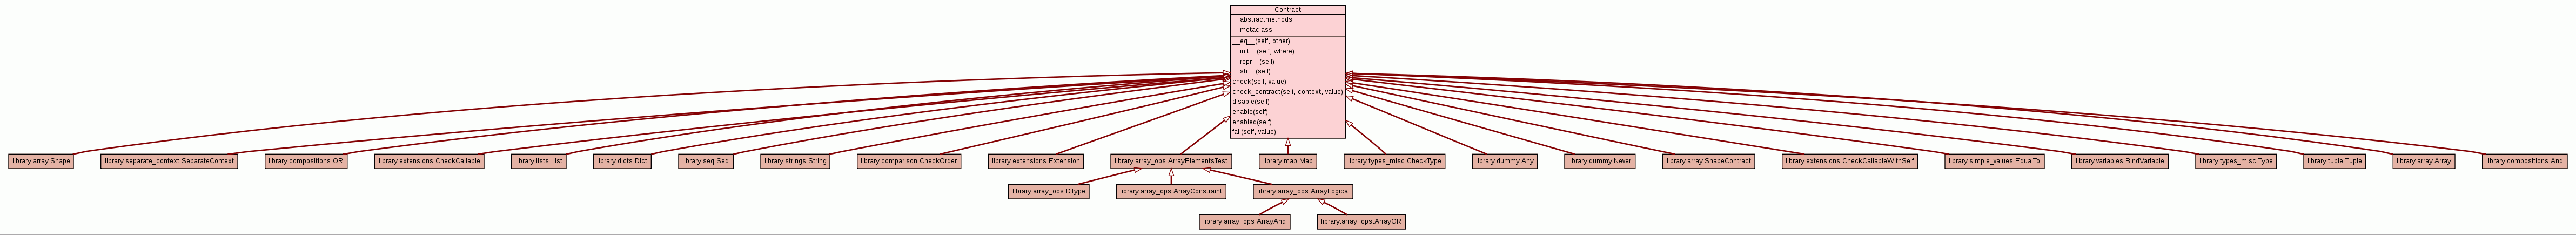 Contract
__abstractmethods__
__metaclass__
__eq__(self, other)
__init__(self, where)
__repr__(self)
__str__(self)
check(self, value)
check_contract(self, context, value)
disable(self)
enable(self)
enabled(self)
fail(self, value)
library.array.Shape
library.separate_context.SeparateContext
library.compositions.OR
library.extensions.CheckCallable
library.lists.List
library.dicts.Dict
library.seq.Seq
library.strings.String
library.comparison.CheckOrder
library.extensions.Extension
library.array_ops.ArrayElementsTest
library.map.Map
library.types_misc.CheckType
library.dummy.Any
library.dummy.Never
library.array.ShapeContract
library.extensions.CheckCallableWithSelf
library.simple_values.EqualTo
library.variables.BindVariable
library.types_misc.Type
library.tuple.Tuple
library.array.Array
library.compositions.And
library.array_ops.DType
library.array_ops.ArrayConstraint
library.array_ops.ArrayLogical
library.array_ops.ArrayAnd
library.array_ops.ArrayOR